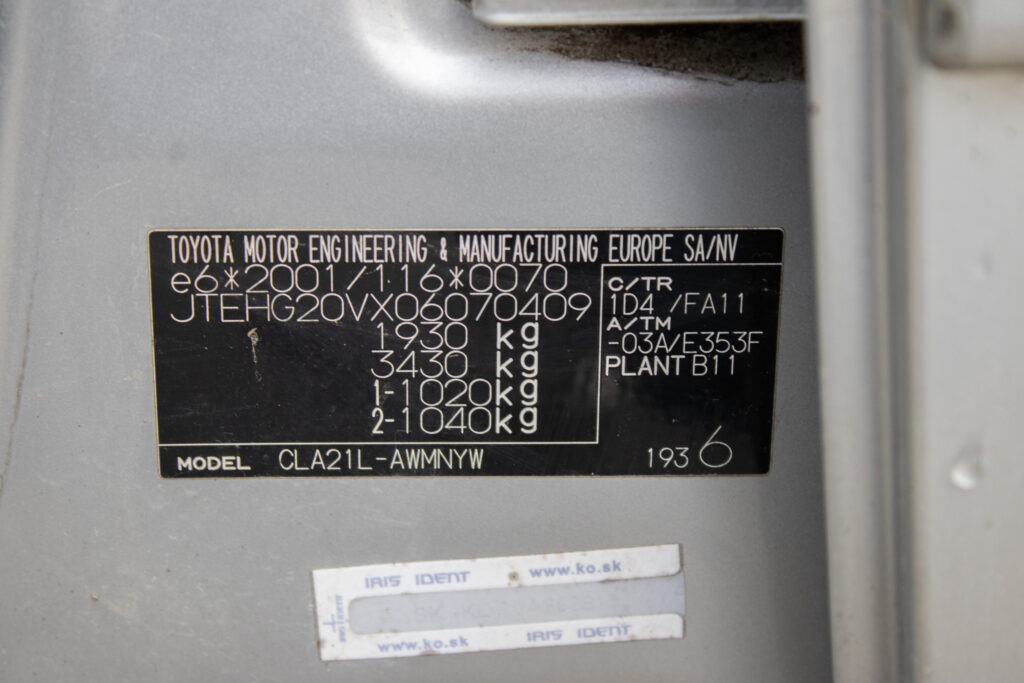 TOYOTA MOTOR ENGINEERING & MANUFACTURING EUROPE SA/NV
e6*2001/116*0070
JTEHG20VX06070409
1930 kg
3430 kg
1-1020kg
2-1040kg
C/TR
1D4 /FA11
A/TM
-03A/E353F
PLANT B11
MODEL CLA21L-AWMNYW
193 6
IRIS IDENT www.ko.sk
www.ko.sk IRIS IDENT